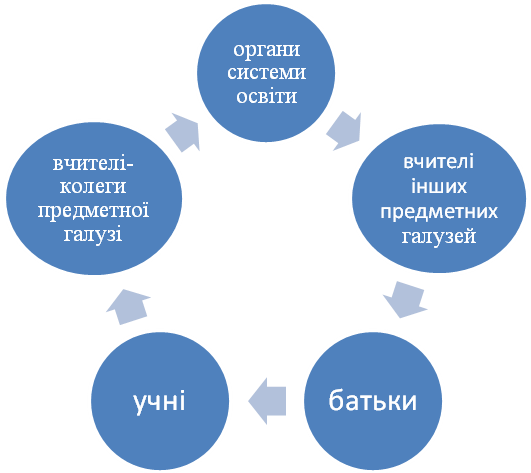 органи
системи
освіти
вчителі
інших
предметних
галузей
батьки
учні
вчителі-
колеги
предметної
галузі